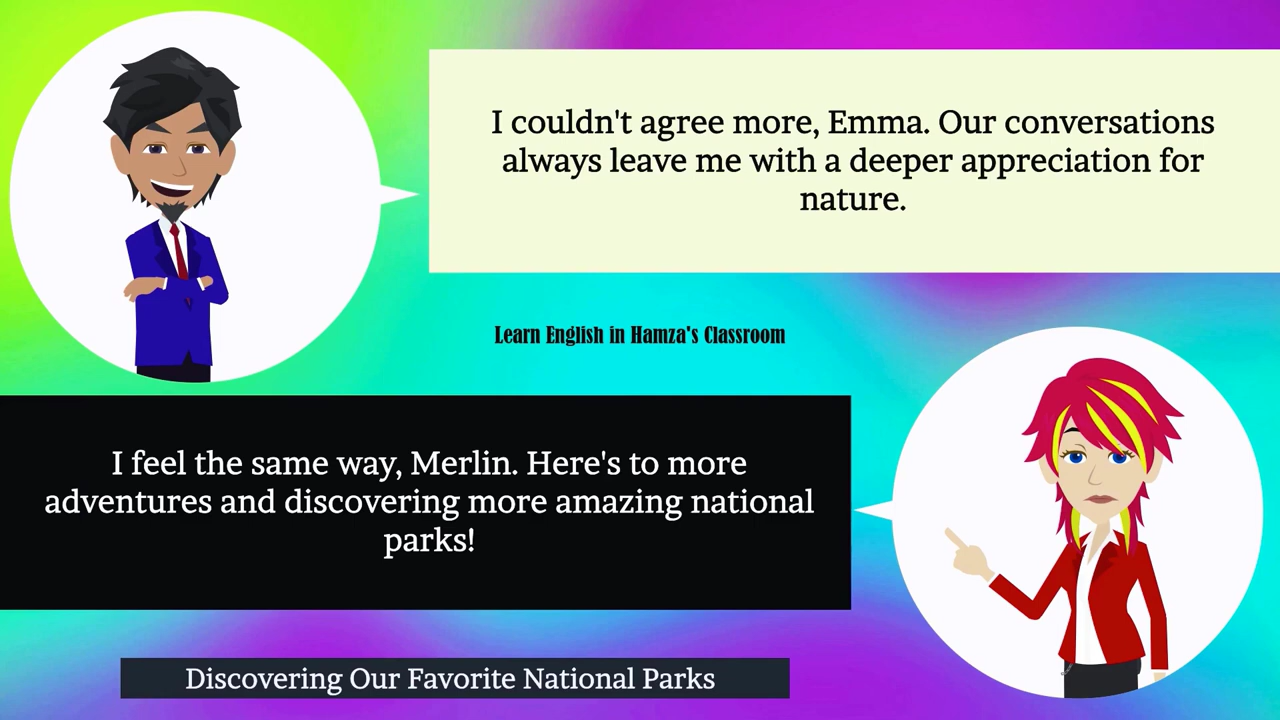 I couldn't agree more, Emma. Our conversations
always leave me with a deeper appreciation for
nature.
Learn English in Hamza's Classroom
I feel the same way, Merlin. Here's to more
adventures and discovering more amazing national
parks!
Discovering Our Favorite National Parks